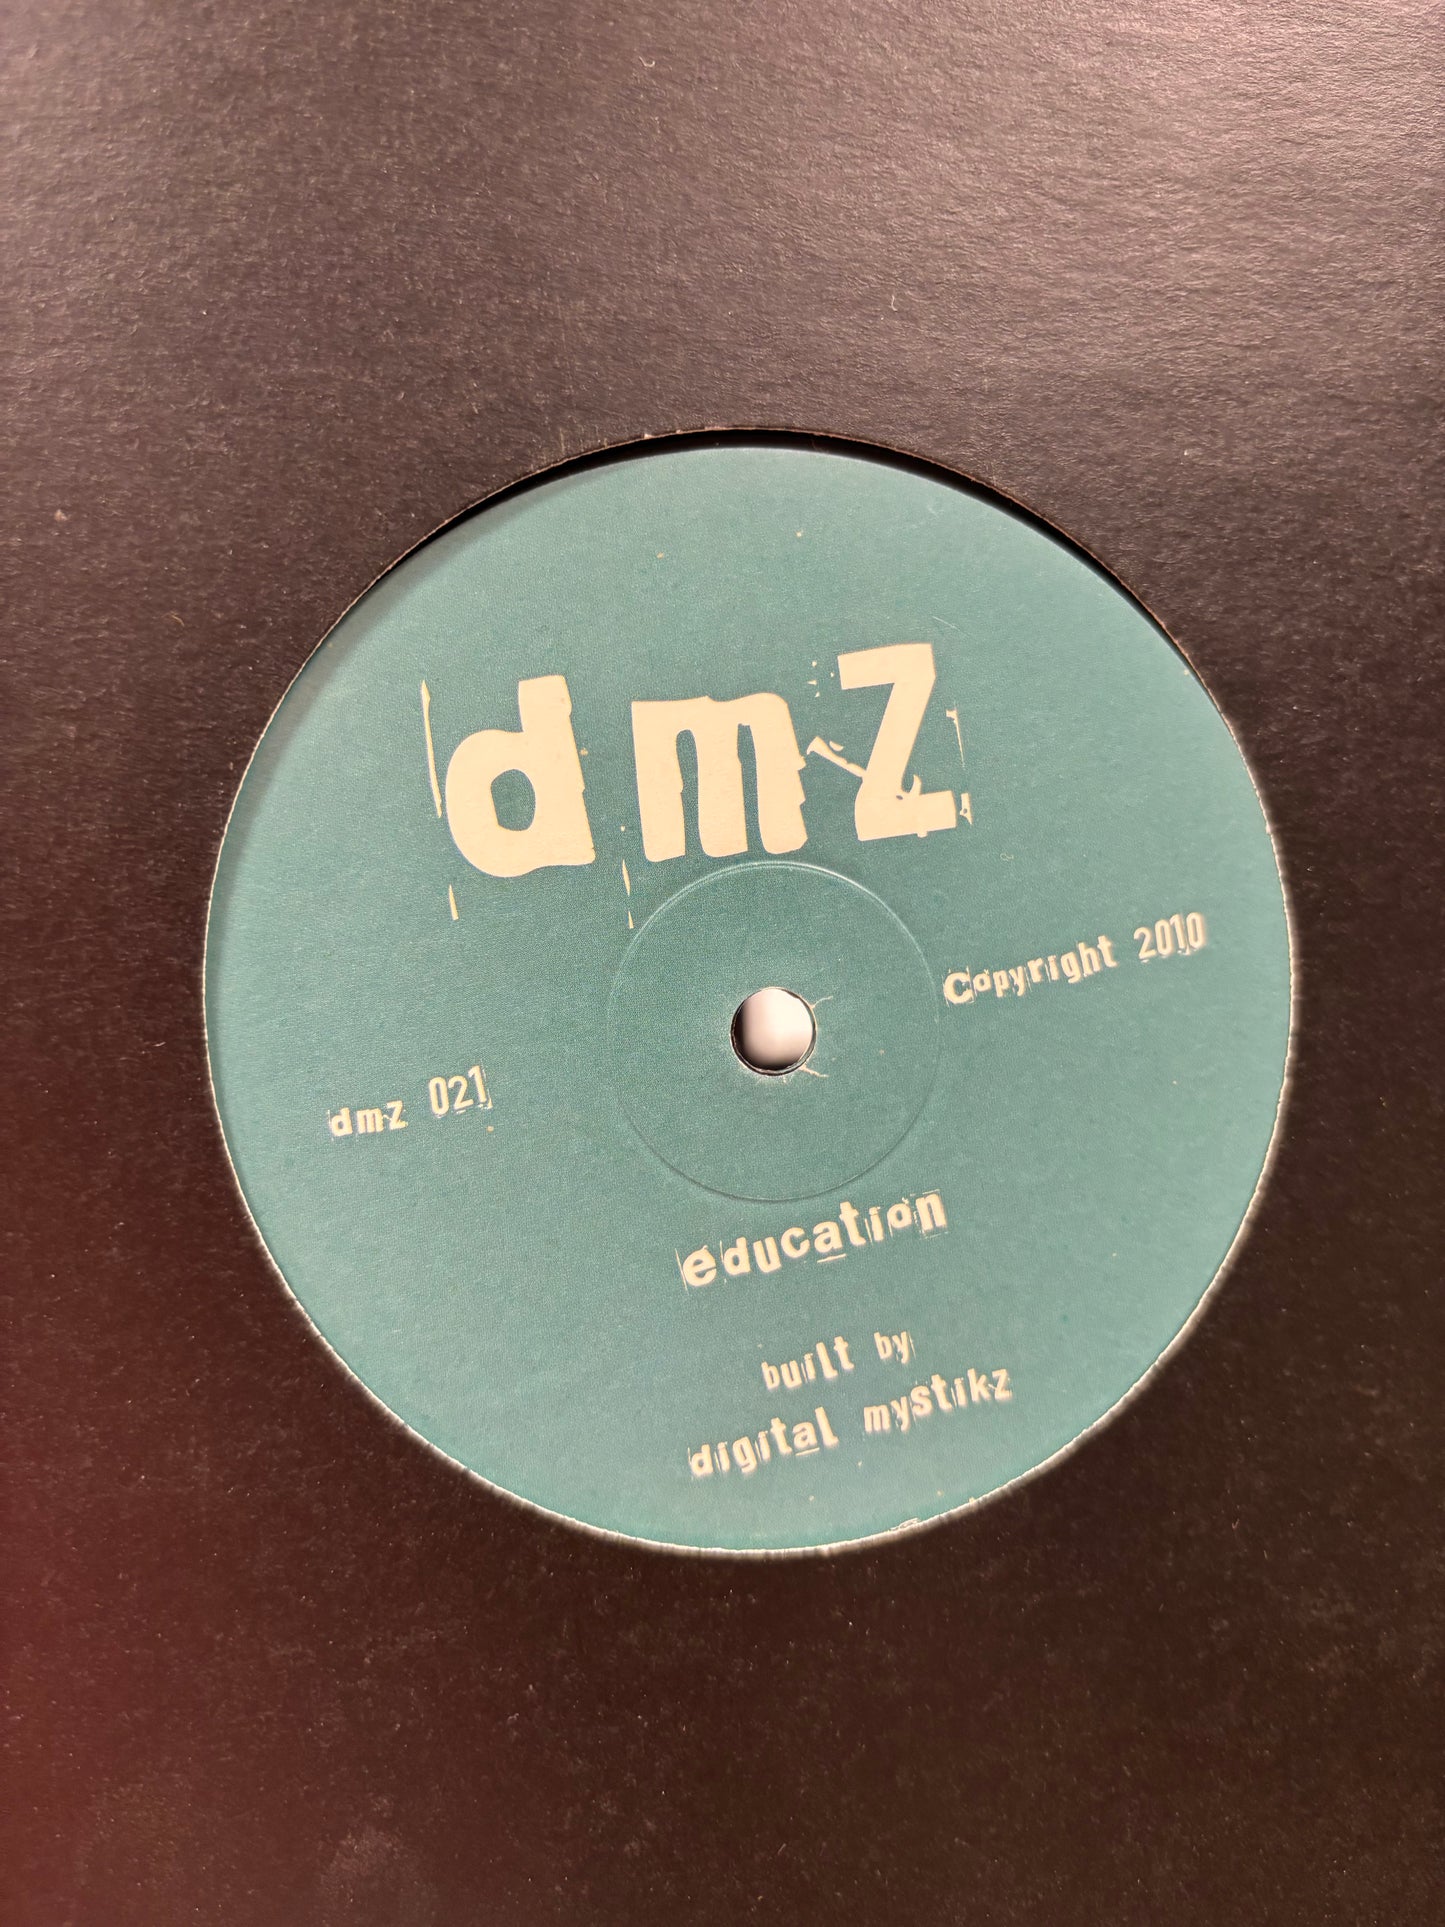 dmz
Copyright 2010
dmz 021
education
built by
digital mystikz